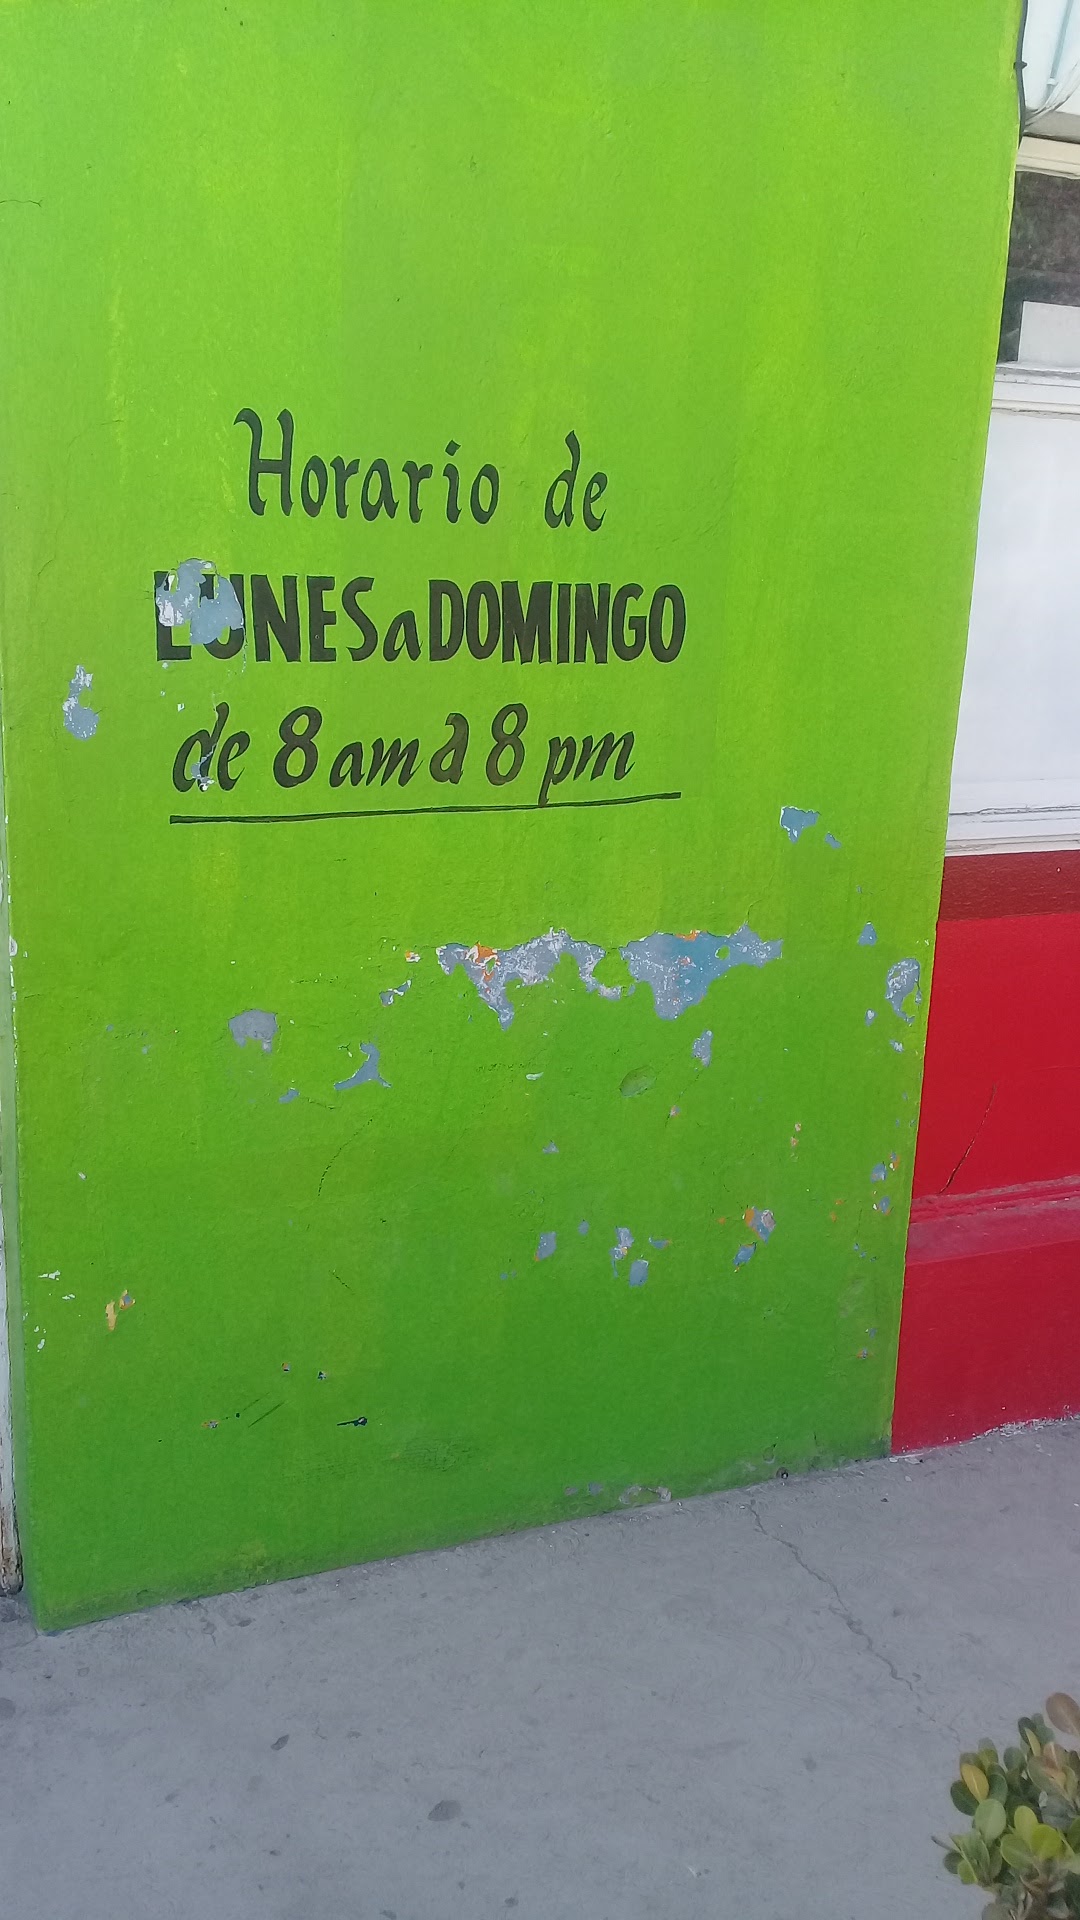 Horario de
LUNES a DOMINGO
de 8 am a 8 pm